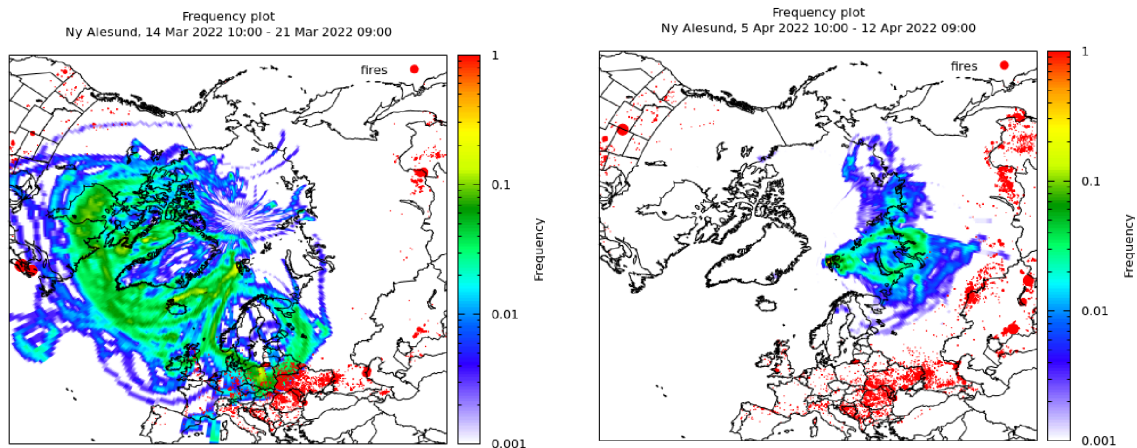 Frequency plot
Ny Alesund, 14 Mar 2022 10:00 - 21 Mar 2022 09:00
fires
1
0.1
0.01
0.001
Frequency
Frequency plot
Ny Alesund, 5 Apr 2022 10:00 - 12 Apr 2022 09:00
fires
1
0.1
0.01
0.001
Frequency